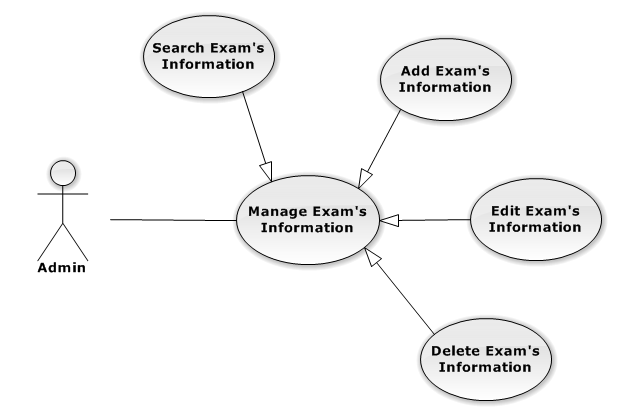 Search Exam's
Information
Add Exam's
Information
Manage Exam's
Information
Edit Exam's
Information
Admin
Delete Exam's
Information